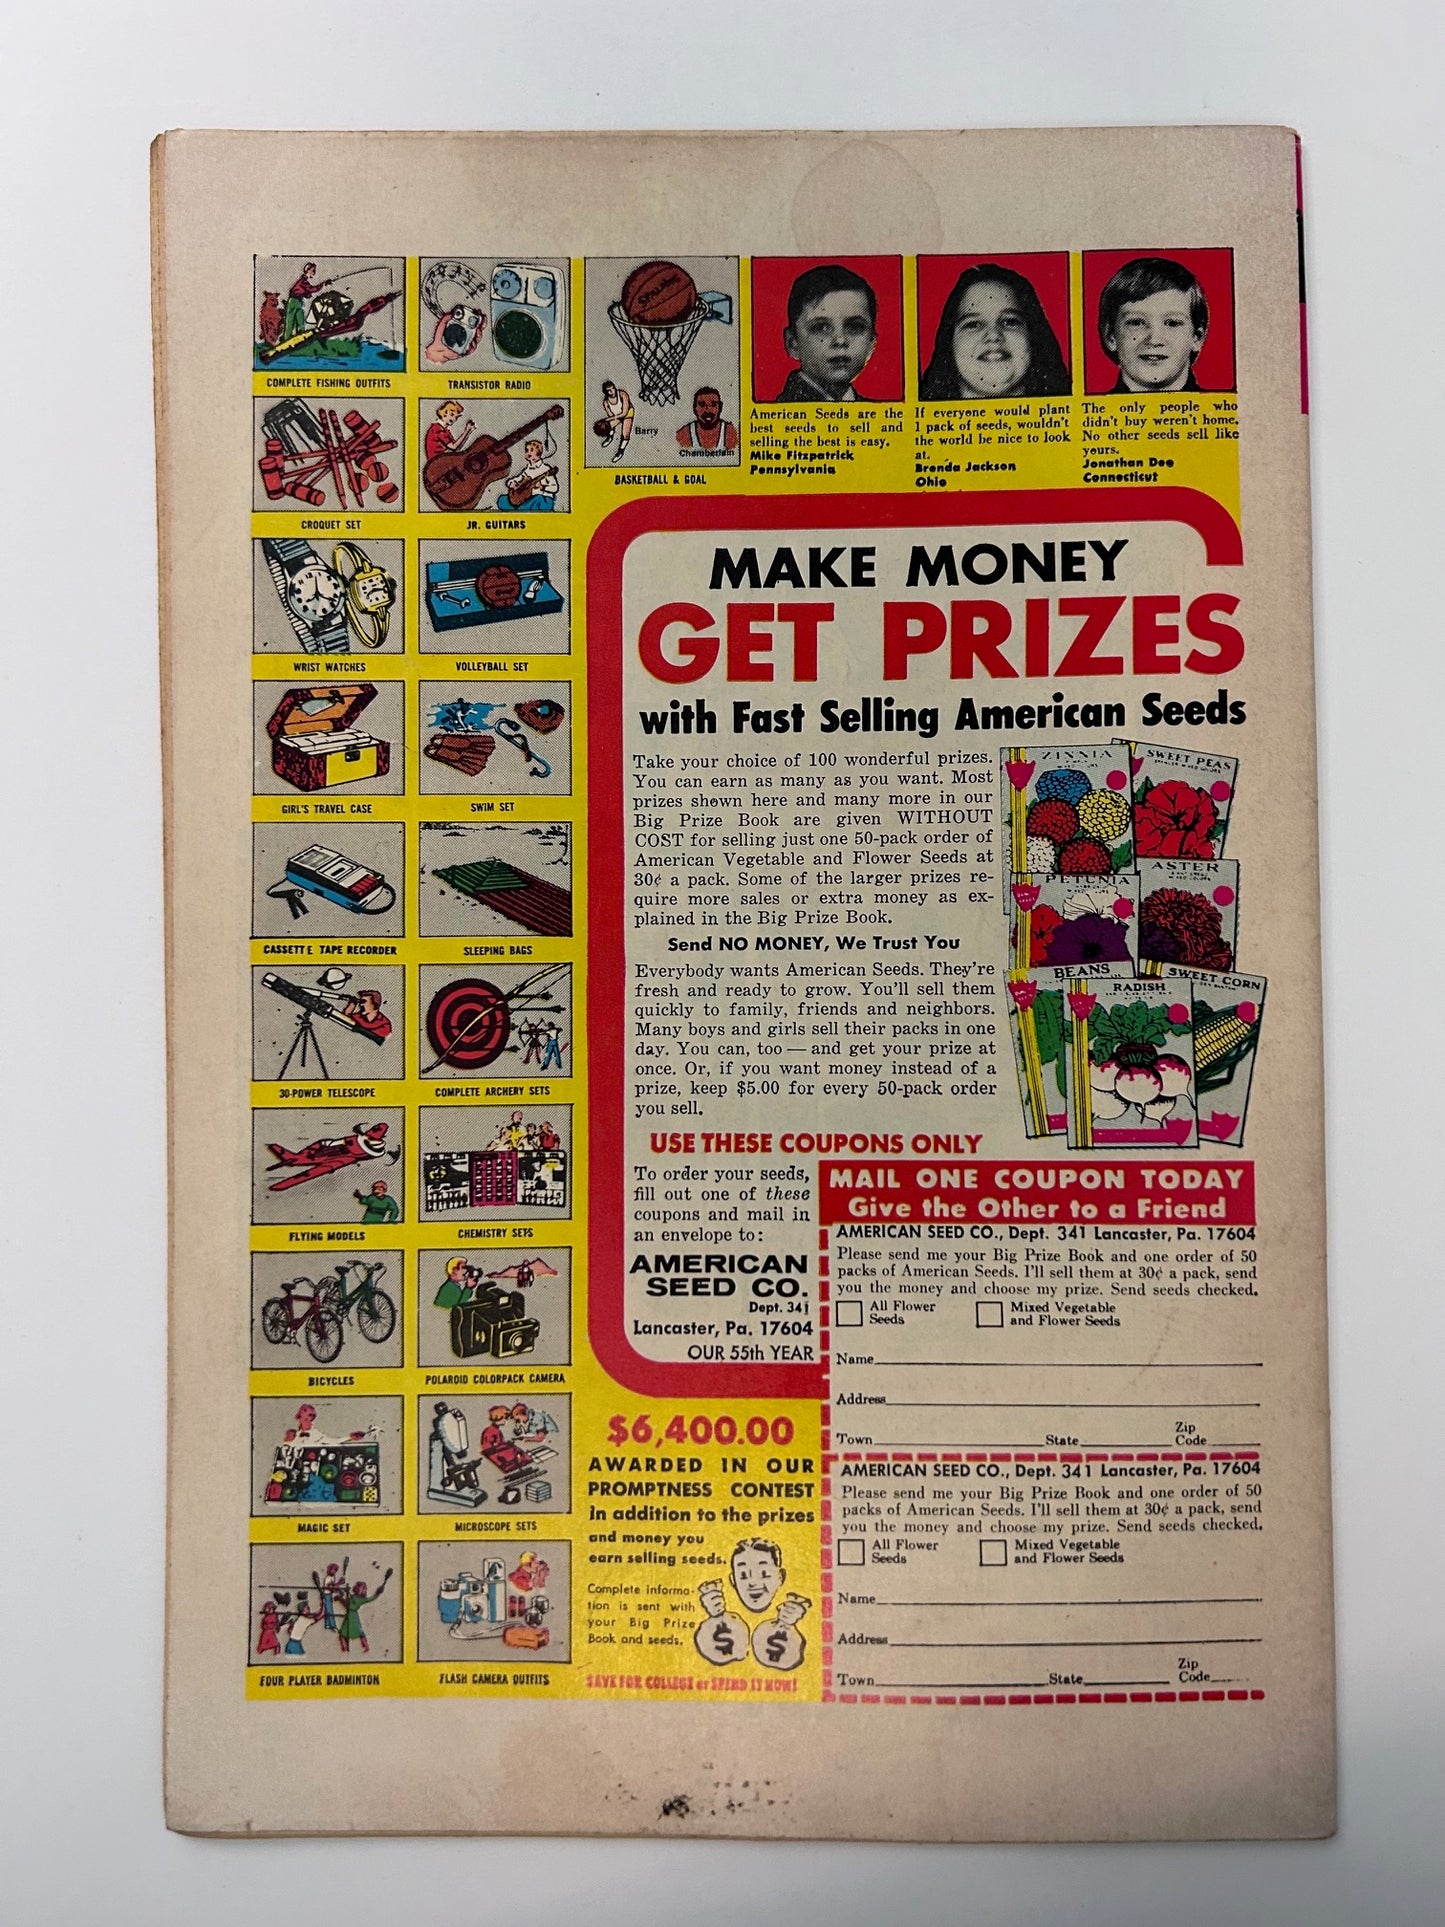 COMPLETE FISHING OUTFITS
TRANSISTOR RADIO
CROQUET SET
JR. GUITARS
WRIST WATCHES
VOLLEYBALL SET
GIRL'S TRAVEL CASE
SWIM SET
CASSETTE TAPE RECORDER
SLEEPING BAGS
30-POWER TELESCOPE
COMPLETE ARCHERY SETS
FLYING MODELS
CHEMISTRY SETS
BICYCLES
POLAROID COLORPACK CAMERA
MAGIC SET
MICROSCOPE SETS
FOUR PLAYER BADMINTON
FLASH CAMERA OUTFITS
SPALDING
Barry
Chamberlain
BASKETBALL & GOAL
American Seeds are the
best seeds to sell and
selling the best is easy.
Mike Fitzpatrick
Pennsylvania
If everyone would plant
1 pack of seeds, wouldn't
the world be nice to look
at.
Brenda Jackson
Ohio
The only people who
didn't buy weren't home.
No other seeds sell like
yours.
Jonathan Dee
Connecticut
MAKE MONEY
GET PRIZES
with Fast Selling American Seeds
Take your choice of 100 wonderful prizes.
You can earn as many as you want. Most
prizes shown here and many more in our
Big Prize Book are given WITHOUT
COST for selling just one 50-pack order of
American Vegetable and Flower Seeds at
30¢ a pack. Some of the larger prizes re-
quire more sales or extra money as ex-
plained in the Big Prize Book.
Send NO MONEY, We Trust You
Everybody wants American Seeds. They're
fresh and ready to grow. You'll sell them
quickly to family, friends and neighbors.
Many boys and girls sell their packs in one
day. You can, too — and get your prize at
once. Or, if you want money instead of a
prize, keep $5.00 for every 50-pack order
you sell.
ZINNIA
SWEET PEAS
ASTER
PETUNIA
BEANS
SWEET CORN
RADISH
USE THESE COUPONS ONLY
To order your seeds,
fill out one of these
coupons and mail in
an envelope to:
AMERICAN
SEED CO.
Dept. 341
Lancaster, Pa. 17604
OUR 55th YEAR
MAIL ONE COUPON TODAY
Give the Other to a Friend
AMERICAN SEED CO., Dept. 341 Lancaster, Pa. 17604
Please send me your Big Prize Book and one order of 50
packs of American Seeds. I'll sell them at 30¢ a pack, send
you the money and choose my prize. Send seeds checked.
All Flower
Seeds
Mixed Vegetable
and Flower Seeds
Name
Address
Town State Zip
Code
AMERICAN SEED CO., Dept. 341 Lancaster, Pa. 17604
Please send me your Big Prize Book and one order of 50
packs of American Seeds. I'll sell them at 30¢ a pack, send
you the money and choose my prize. Send seeds checked.
All Flower
Seeds
Mixed Vegetable
and Flower Seeds
Name
Address
Town State Zip
Code
$6,400.00
AWARDED IN OUR
PROMPTNESS CONTEST
In addition to the prizes
and money you
earn selling seeds.
Complete informa-
tion is sent with
your Big Prize
Book and seeds.
$ $
SAVE FOR COLLEGE or SPEND IT NOW!